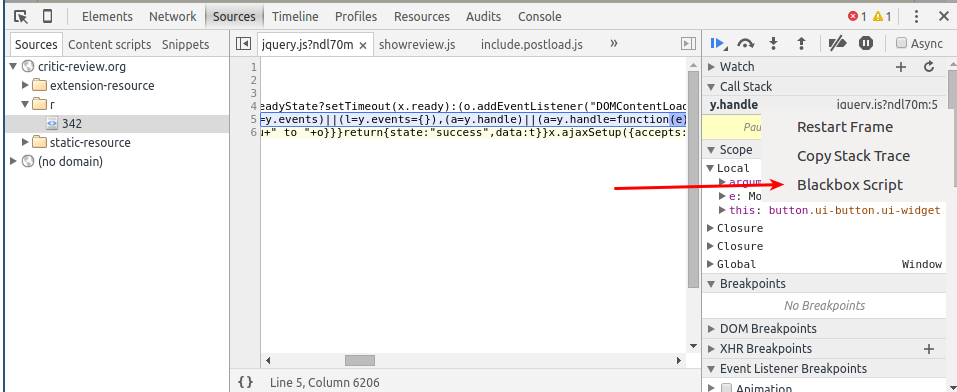 Elements Network Sources Timeline Profiles Resources Audits Console 1 1
Sources Content scripts Snippets
jquery.js?ndl70m × showreview.js include.postload.js »
Async
critic-review.org
extension-resource
r
342
static-resource
(no domain)
1
2
3
4 eadyState?setTimeout(x.ready):(o.addEventListener("DOMContentLoa
5 =y.events)||(l=y.events={}),(a=y.handle)||(a=y.handle=function(e)
6 u+" to "+o}}}return{state:"success",data:t}}x.ajaxSetup({accepts:
{} Line 5, Column 6206
Watch
Call Stack
y.handle jquery.js?ndl70m:5
Pau
Restart Frame
Copy Stack Trace
Blackbox Script
Scope
Local
argum
e: Mo
this: button.ui-button.ui-widget
Closure
Closure
Global Window
Breakpoints
No Breakpoints
DOM Breakpoints
XHR Breakpoints
Event Listener Breakpoints
Animation